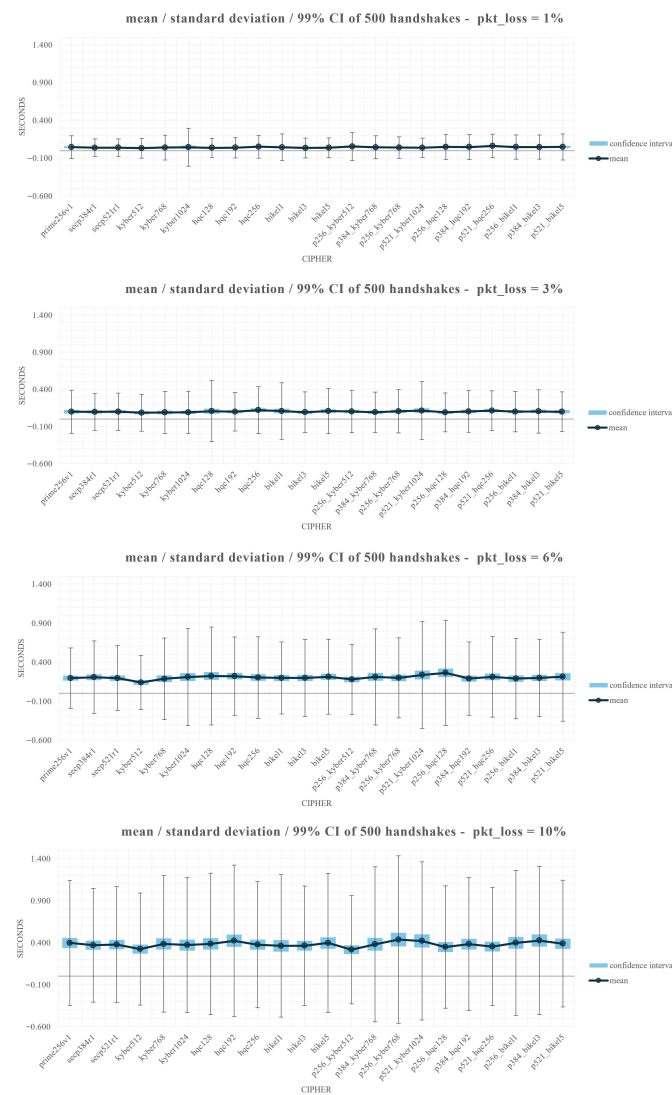 mean / standard deviation / 99% CI of 500 handshakes - pkt_loss = 1%
1.400
0.900
0.400
−0.100
−0.600
SECONDS
prime256v1
secp384r1
secp521r1
kyber512
kyber768
kyber1024
hqc128
hqc192
hqc256
bikel1
bikel3
bikel5
p256_kyber512
p384_kyber768
p256_kyber768
p521_kyber1024
p256_hqc128
p384_hqc192
p521_hqc256
p256_bikel1
p384_bikel3
p521_bikel5
CIPHER
confidence interva
mean
mean / standard deviation / 99% CI of 500 handshakes - pkt_loss = 3%
1.400
0.900
0.400
−0.100
−0.600
SECONDS
prime256v1
secp384r1
secp521r1
kyber512
kyber768
kyber1024
hqc128
hqc192
hqc256
bikel1
bikel3
bikel5
p256_kyber512
p384_kyber768
p256_kyber768
p521_kyber1024
p256_hqc128
p384_hqc192
p521_hqc256
p256_bikel1
p384_bikel3
p521_bikel5
CIPHER
confidence interva
mean
mean / standard deviation / 99% CI of 500 handshakes - pkt_loss = 6%
1.400
0.900
0.400
−0.100
−0.600
SECONDS
prime256v1
secp384r1
secp521r1
kyber512
kyber768
kyber1024
hqc128
hqc192
hqc256
bikel1
bikel3
bikel5
p256_kyber512
p384_kyber768
p256_kyber768
p521_kyber1024
p256_hqc128
p384_hqc192
p521_hqc256
p256_bikel1
p384_bikel3
p521_bikel5
CIPHER
confidence interva
mean
mean / standard deviation / 99% CI of 500 handshakes - pkt_loss = 10%
1.400
0.900
0.400
−0.100
−0.600
SECONDS
prime256v1
secp384r1
secp521r1
kyber512
kyber768
kyber1024
hqc128
hqc192
hqc256
bikel1
bikel3
bikel5
p256_kyber512
p384_kyber768
p256_kyber768
p521_kyber1024
p256_hqc128
p384_hqc192
p521_hqc256
p256_bikel1
p384_bikel3
p521_bikel5
CIPHER
confidence interva
mean